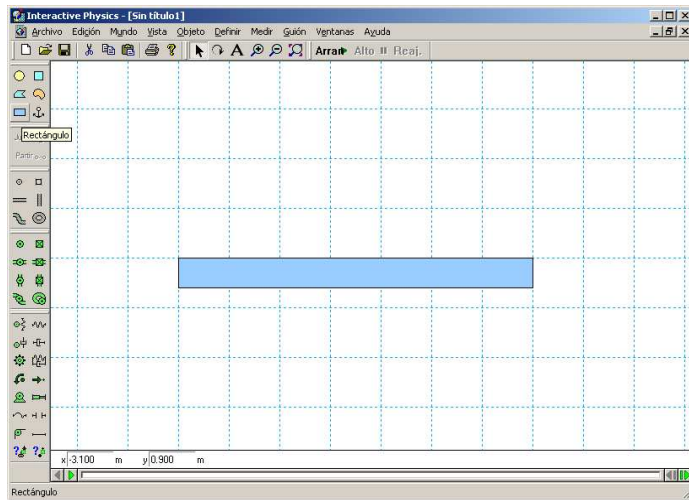 Interactive Physics - [Sin título1]
Archivo Edición Mundo Vista Objeto Definir Medir Guión Ventanas Ayuda
A Arran Alto Reaj.
Rectángulo
Partir
x -3.100 m y 0.900 m
Rectángulo